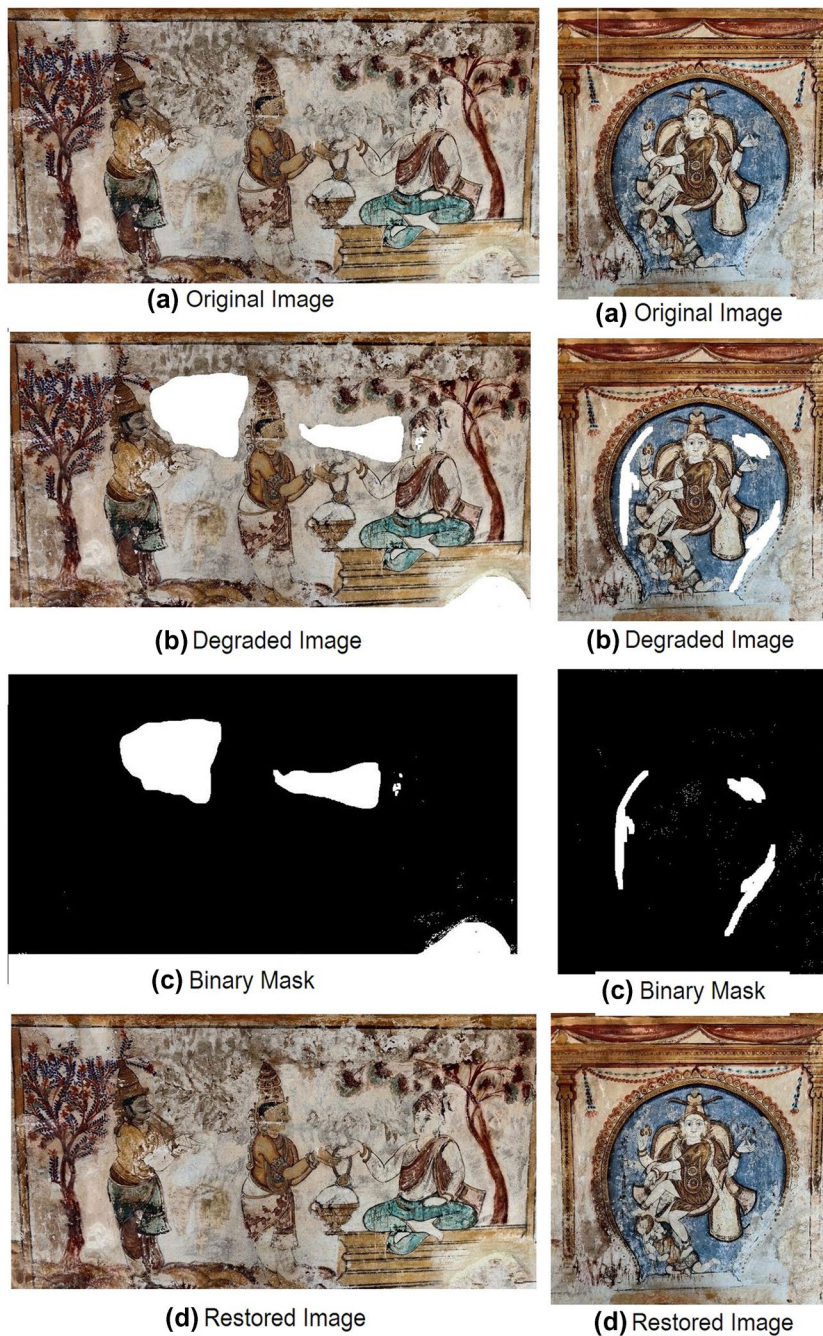 (a) Original Image
(a) Original Image
(b) Degraded Image
(b) Degraded Image
(c) Binary Mask
(c) Binary Mask
(d) Restored Image
(d) Restored Image